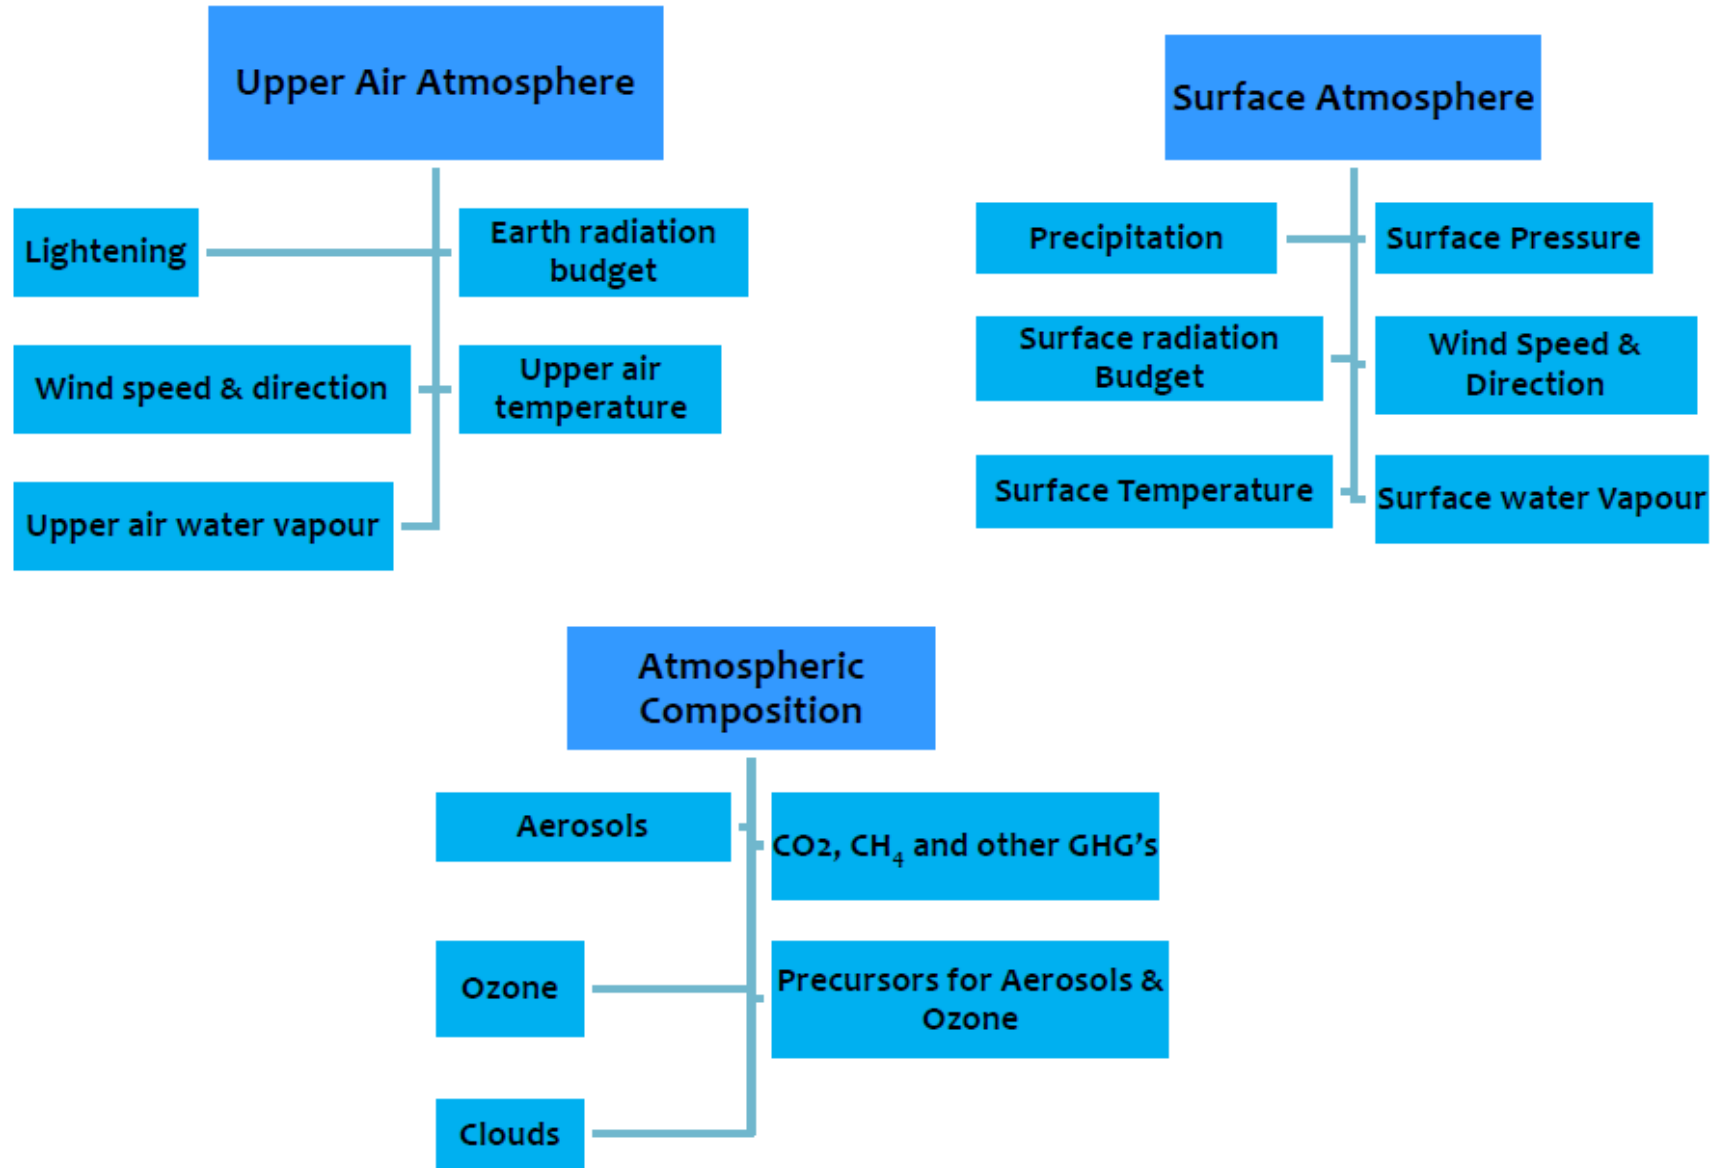 Upper Air Atmosphere
Lightening
Earth radiation
budget
Wind speed & direction
Upper air
temperature
Upper air water vapour
Surface Atmosphere
Precipitation
Surface Pressure
Surface radiation
Budget
Wind Speed &
Direction
Surface Temperature
Surface water Vapour
Atmospheric
Composition
Aerosols
CO2, CH₄ and other GHG’s
Ozone
Precursors for Aerosols &
Ozone
Clouds